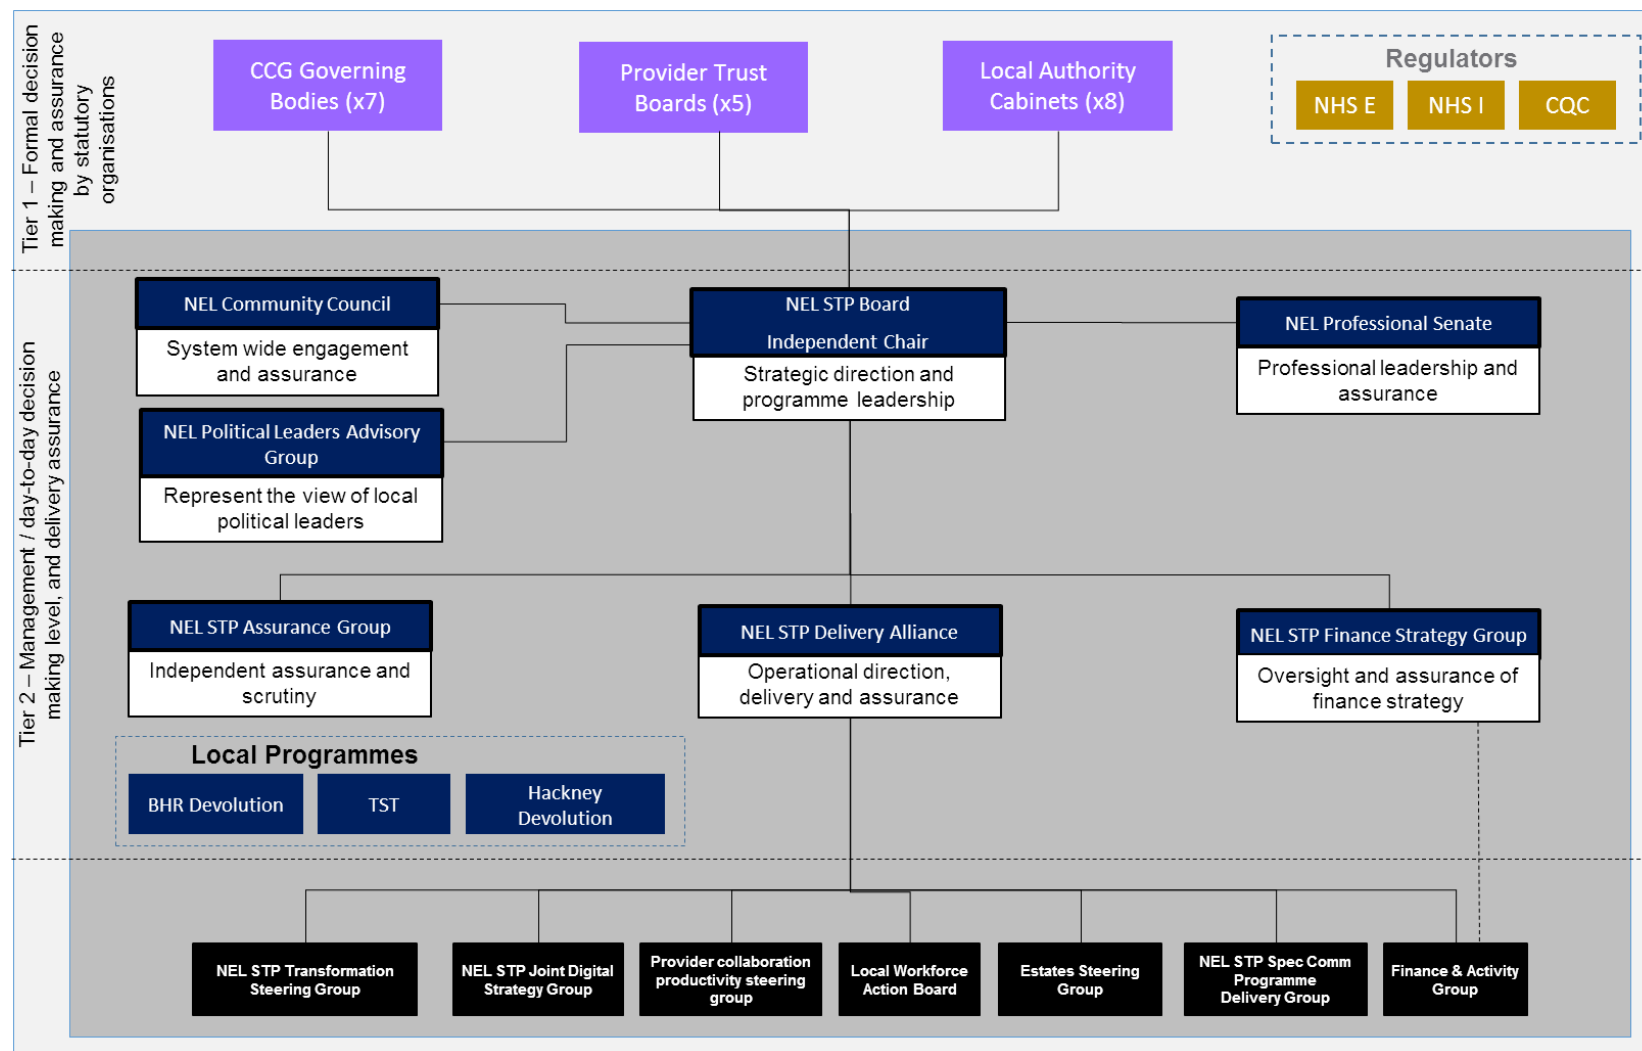 Tier 1 – Formal decision
making and assurance
by statutory
organisations
CCG Governing
Bodies (x7)
Provider Trust
Boards (x5)
Local Authority
Cabinets (x8)
Regulators
NHS E
NHS I
CQC
Tier 2 – Management / day-to-day decision
making level, and delivery assurance
NEL Community Council
System wide engagement
and assurance
NEL STP Board
Independent Chair
Strategic direction and
programme leadership
NEL Professional Senate
Professional leadership and
assurance
NEL Political Leaders Advisory
Group
Represent the view of local
political leaders
NEL STP Assurance Group
Independent assurance and
scrutiny
NEL STP Delivery Alliance
Operational direction,
delivery and assurance
NEL STP Finance Strategy Group
Oversight and assurance of
finance strategy
Local Programmes
BHR Devolution
TST
Hackney
Devolution
NEL STP Transformation
Steering Group
NEL STP Joint Digital
Strategy Group
Provider collaboration
productivity steering
group
Local Workforce
Action Board
Estates Steering
Group
NEL STP Spec Comm
Programme
Delivery Group
Finance & Activity
Group